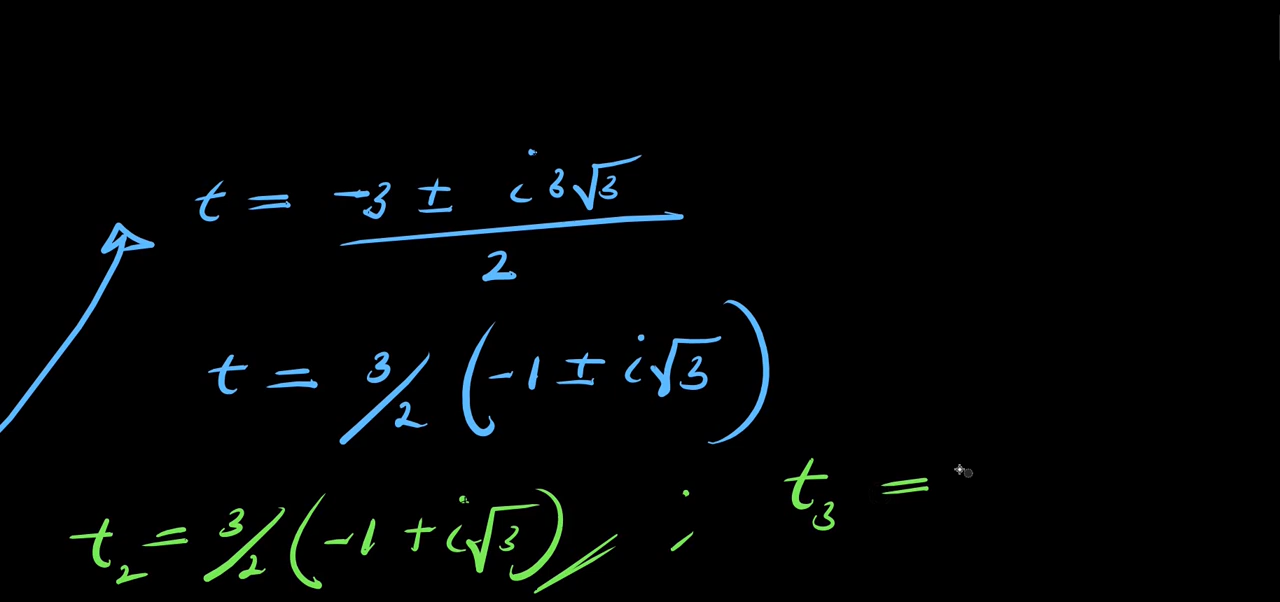 t = -3 ± i3√3 / 2
t = 3/2 (-1 ± i√3)
t₂ = 3/2 (-1 + i√3) ; t₃ =